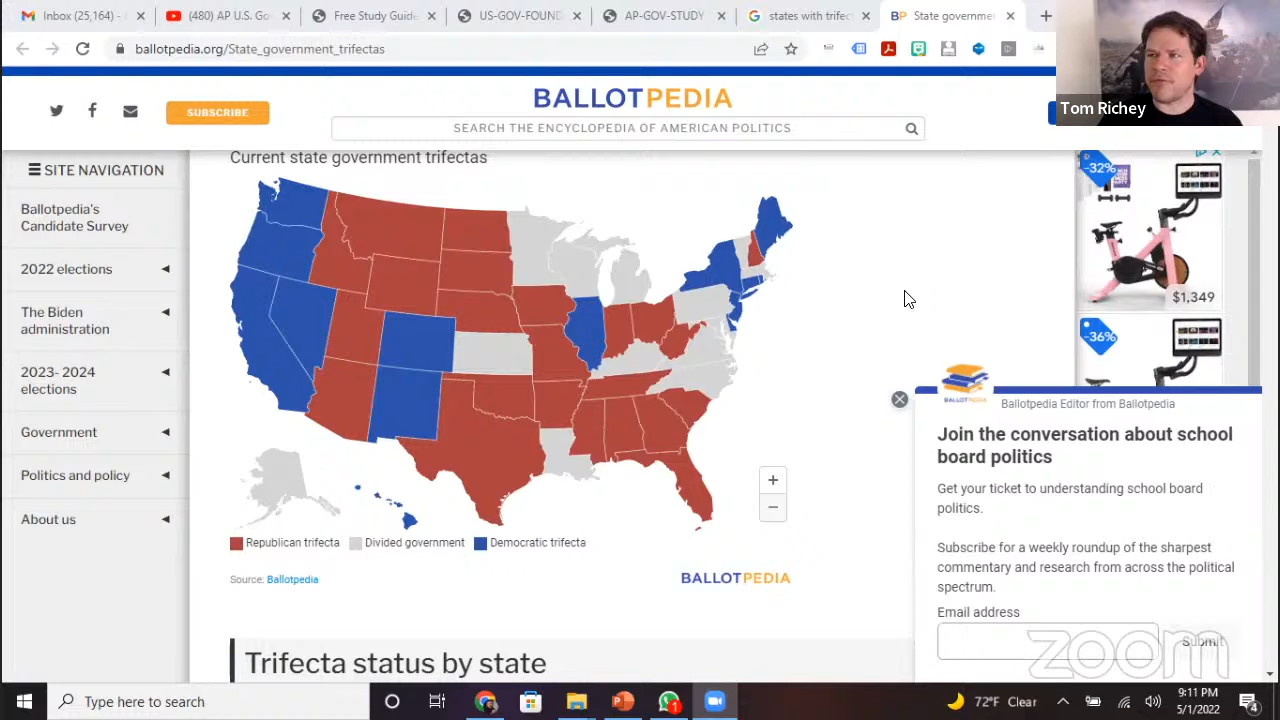 Inbox (25,164) -
(480) AP U.S. Go
Free Study Guide
US-GOV-FOUND
AP-GOV-STUDY
states with trifec
State governme
ballotpedia.org/State_government_trifectas
Tom Richey
SUBSCRIBE
BALLOTPEDIA
SEARCH THE ENCYCLOPEDIA OF AMERICAN POLITICS
SITE NAVIGATION
Ballotpedia's
Candidate Survey
2022 elections
The Biden
administration
2023- 2024
elections
Government
Politics and policy
About us
Current state government trifectas
Republican trifecta
Divided government
Democratic trifecta
Source: Ballotpedia
BALLOTPEDIA
Trifecta status by state
-32%
$1,349
-36%
BALLOTPEDIA
Ballotpedia Editor from Ballotpedia
Join the conversation about school
board politics
Get your ticket to understanding school board
politics.
Subscribe for a weekly roundup of the sharpest
commentary and research from across the political
spectrum.
Email address
Submit
zoom
Type here to search
1
72°F Clear
9:11 PM
5/1/2022
4